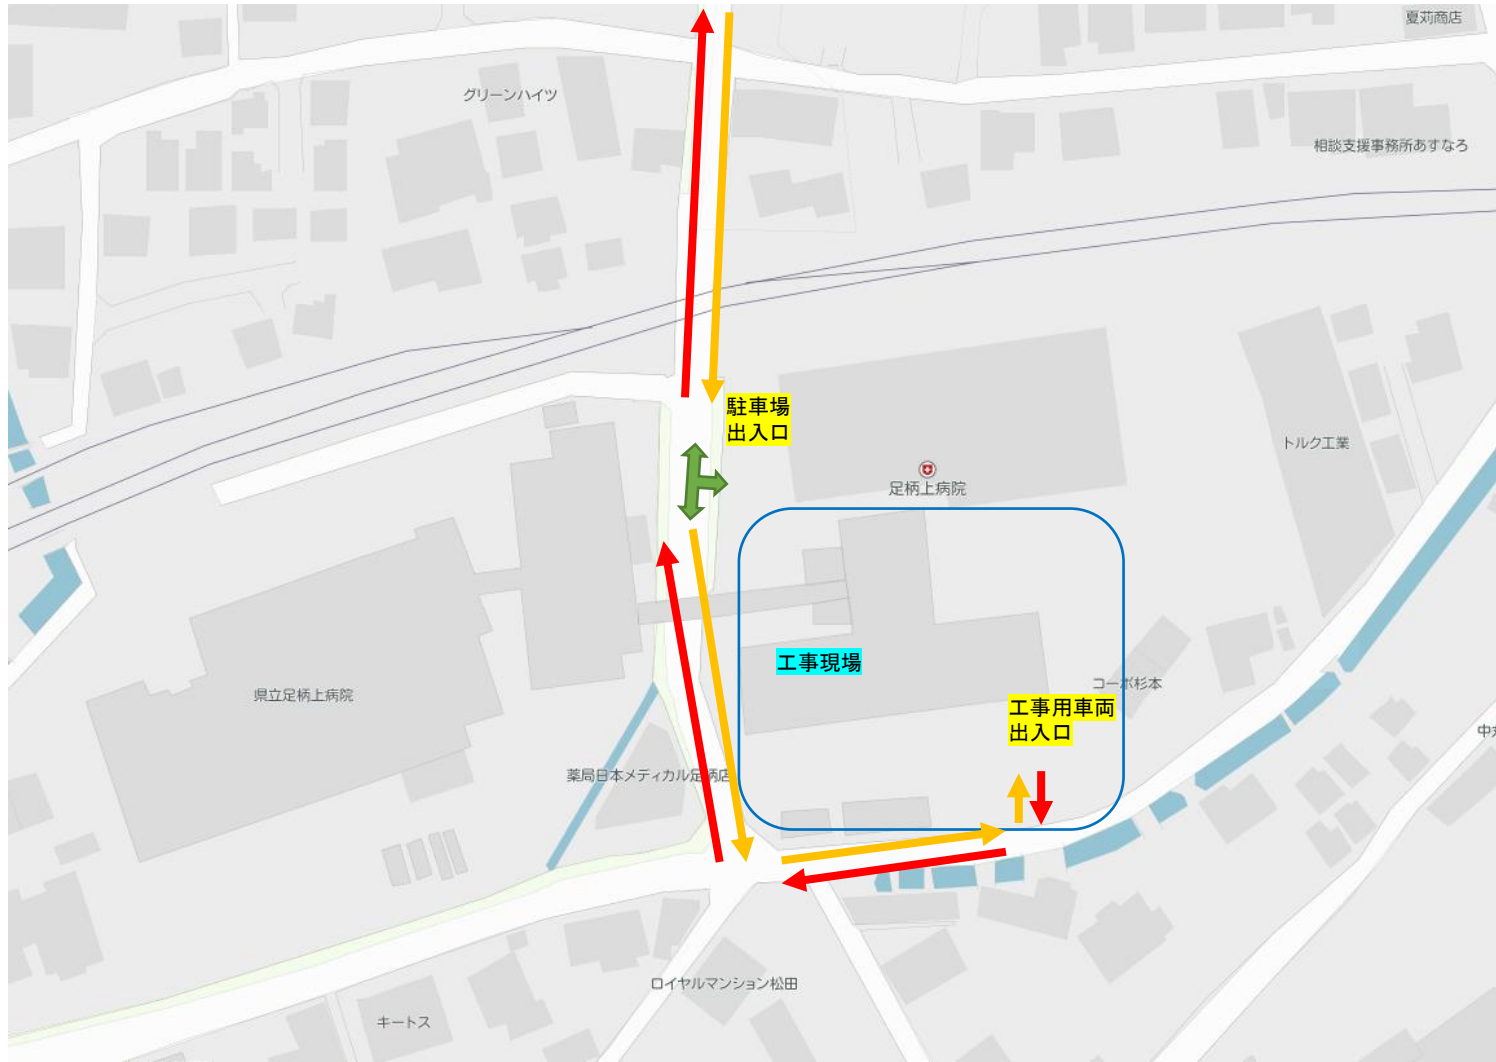 夏苅商店
グリーンハイツ
相談支援事務所あすなろ
駐車場
出入口
トルク工業
足柄上病院
工事現場
コーポ杉本
県立足柄上病院
工事用車両
出入口
薬局日本メディカル足柄店
ロイヤルマンション松田
キートス